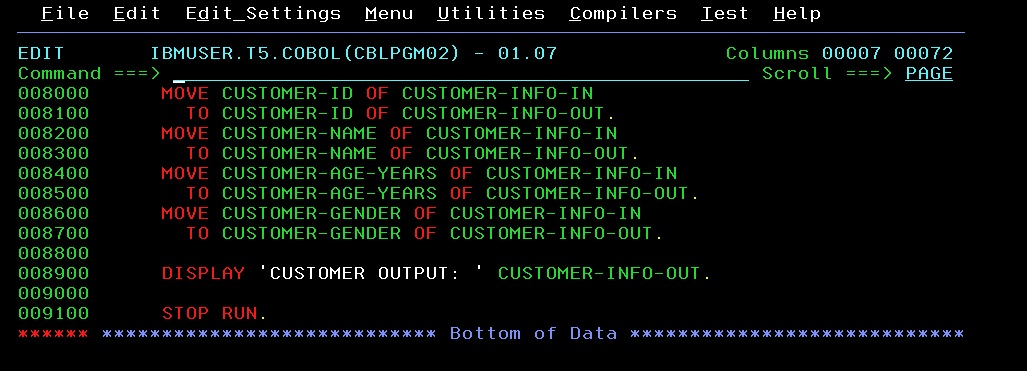 File Edit Edit_Settings Menu Utilities Compilers Test Help
EDIT IBMUSER.T5.COBOL(CBLPGM02) - 01.07 Columns 00007 00072
Command ===> Scroll ===> PAGE
008000 MOVE CUSTOMER-ID OF CUSTOMER-INFO-IN
008100 TO CUSTOMER-ID OF CUSTOMER-INFO-OUT.
008200 MOVE CUSTOMER-NAME OF CUSTOMER-INFO-IN
008300 TO CUSTOMER-NAME OF CUSTOMER-INFO-OUT.
008400 MOVE CUSTOMER-AGE-YEARS OF CUSTOMER-INFO-IN
008500 TO CUSTOMER-AGE-YEARS OF CUSTOMER-INFO-OUT.
008600 MOVE CUSTOMER-GENDER OF CUSTOMER-INFO-IN
008700 TO CUSTOMER-GENDER OF CUSTOMER-INFO-OUT.
008800
008900 DISPLAY 'CUSTOMER OUTPUT: ' CUSTOMER-INFO-OUT.
009000
009100 STOP RUN.
****** **************************** Bottom of Data ****************************